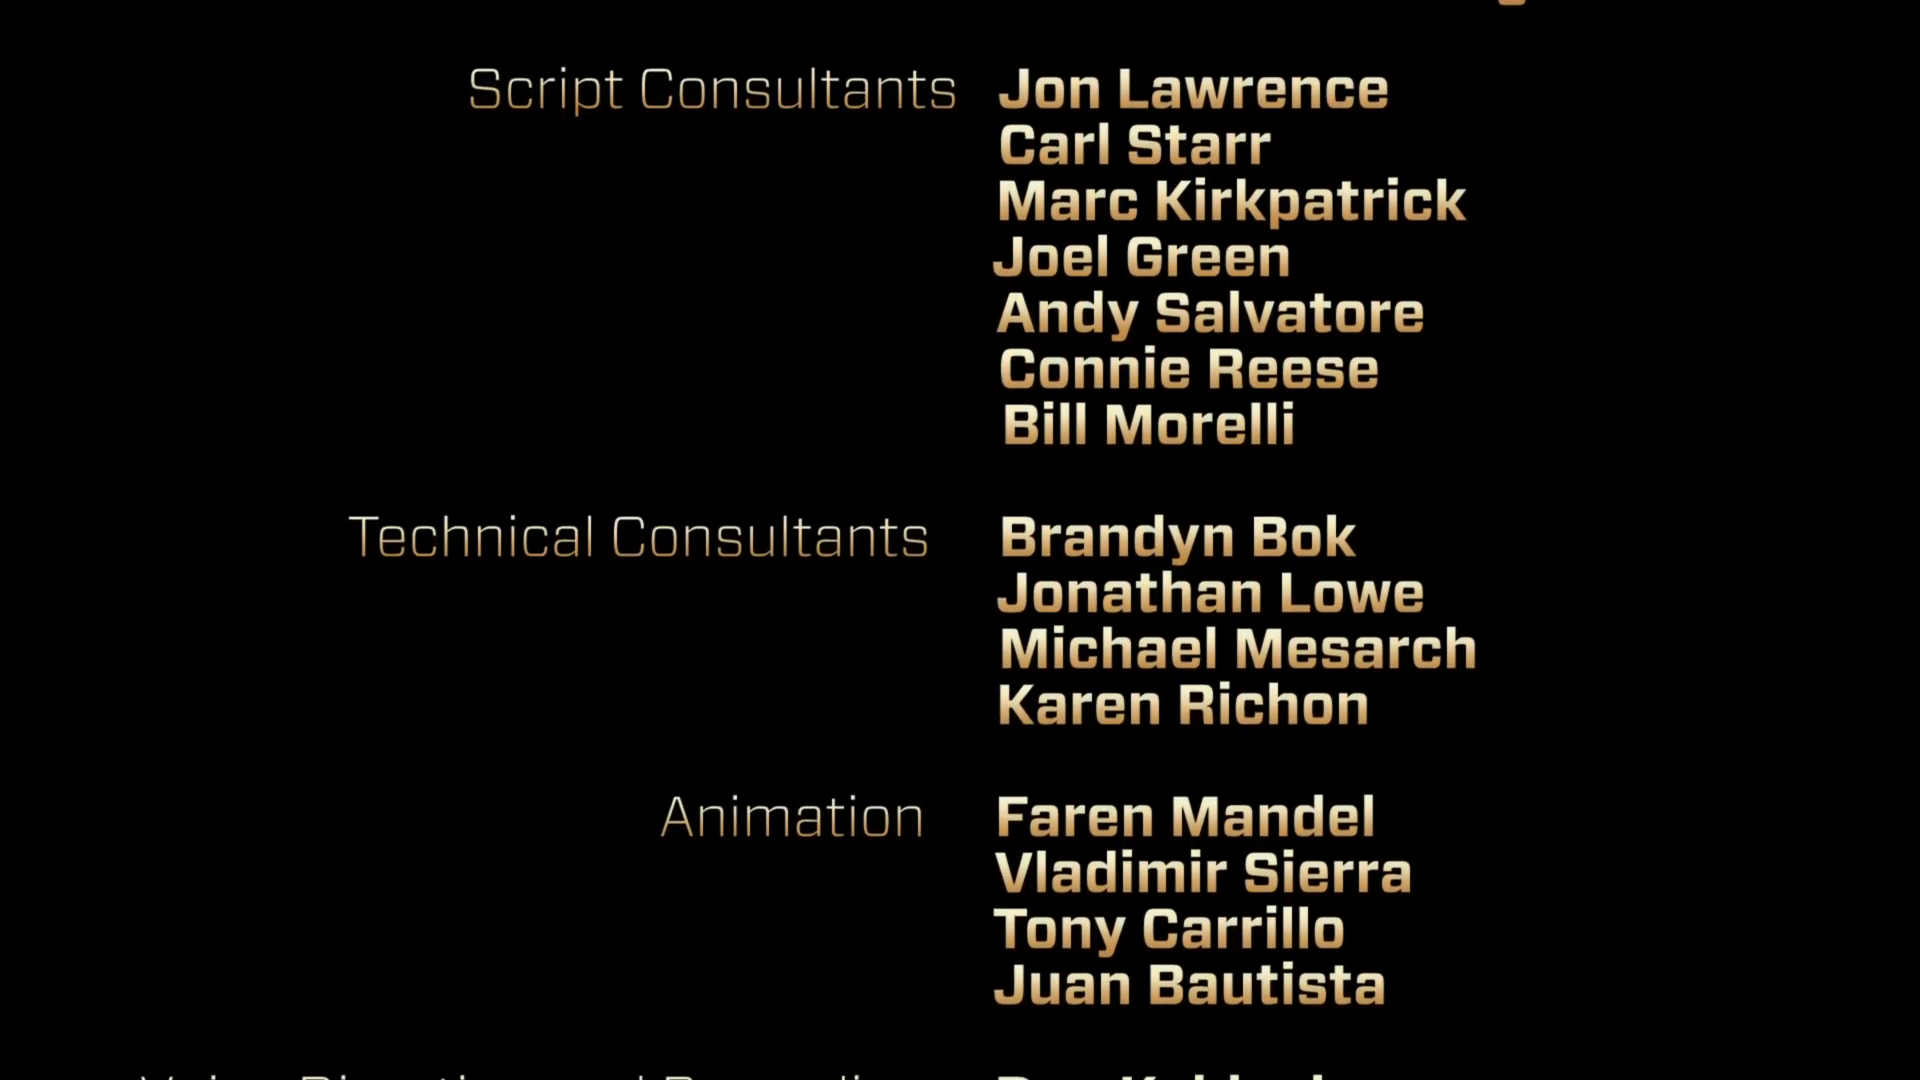 Script Consultants Jon Lawrence
Carl Starr
Marc Kirkpatrick
Joel Green
Andy Salvatore
Connie Reese
Bill Morelli
Technical Consultants Brandyn Bok
Jonathan Lowe
Michael Mesarch
Karen Richon
Animation Faren Mandel
Vladimir Sierra
Tony Carrillo
Juan Bautista